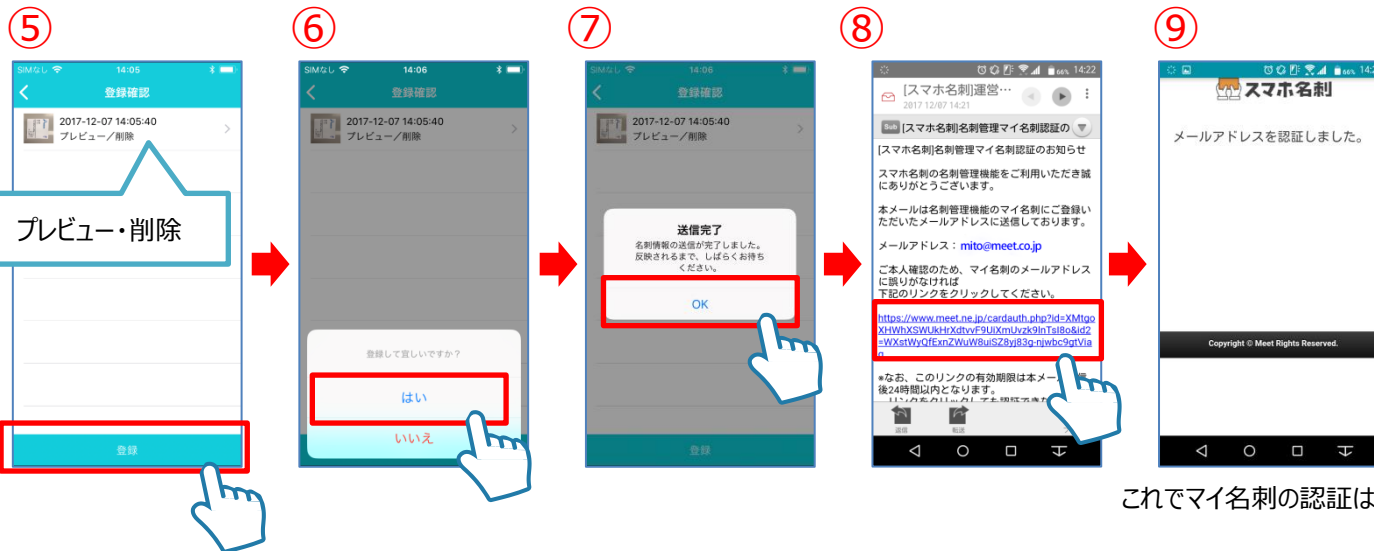 ⑤
SIMなし 14:05
登録確認
2017-12-07 14:05:40
プレビュー／削除
プレビュー・削除
登録
⑥
SIMなし 14:06
登録確認
2017-12-07 14:05:40
プレビュー／削除
登録して宜しいですか？
はい
いいえ
⑦
SIMなし 14:06
登録確認
2017-12-07 14:05:40
プレビュー／削除
送信完了
名刺情報の送信が完了しました。
反映されるまで、しばらくお待ち
ください。
OK
登録
⑧
66% 14:22
[スマホ名刺]運営…
2017 12/07 14:21
Sub [スマホ名刺]名刺管理マイ名刺認証の
[スマホ名刺]名刺管理マイ名刺認証のお知らせ
スマホ名刺の名刺管理機能をご利用いただき誠
にありがとうございます。
本メールは名刺管理機能のマイ名刺にご登録い
ただいたメールアドレスに送信しております。
メールアドレス： mito@meet.co.jp
ご本人確認のため、マイ名刺のメールアドレス
に誤りがなければ
下記のリンクをクリックしてください。
https://www.meet.ne.jp/cardauth.php?id=XMtgo
XHWhXSWUkHrXdtvvF9UiXmUvzk9InTsI8o&id2
=WXstWyQfExnZWuW8uiSZ8yj83g-njwbc9gtVia
*なお、このリンクの有効期限は本メール
後24時間以内となります。
リンクをクリックしても認証できな
返信 転送
⑨
66% 14:2
スマホ名刺
メールアドレスを認証しました。
Copyright © Meet Rights Reserved.
これでマイ名刺の認証は